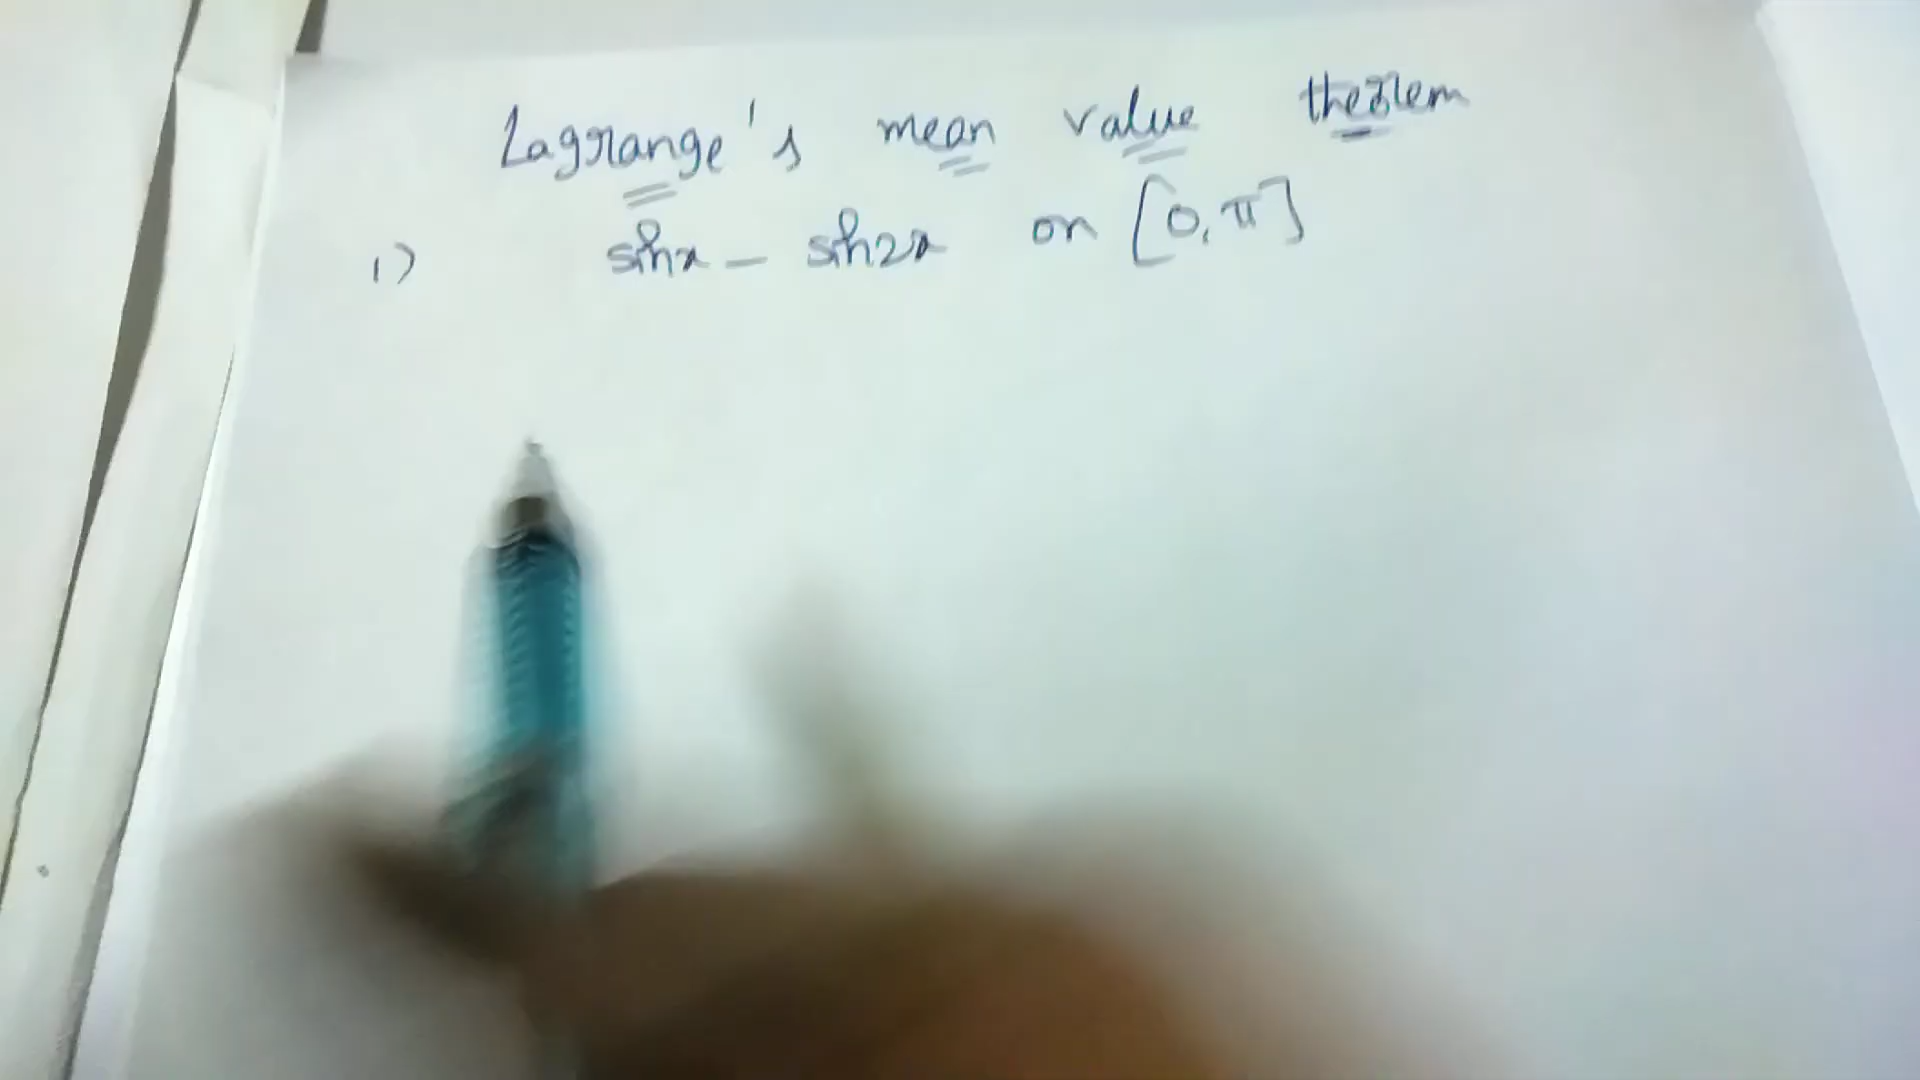 Lagrange's mean value theorem
1) sinx - sin2x on [0, π]